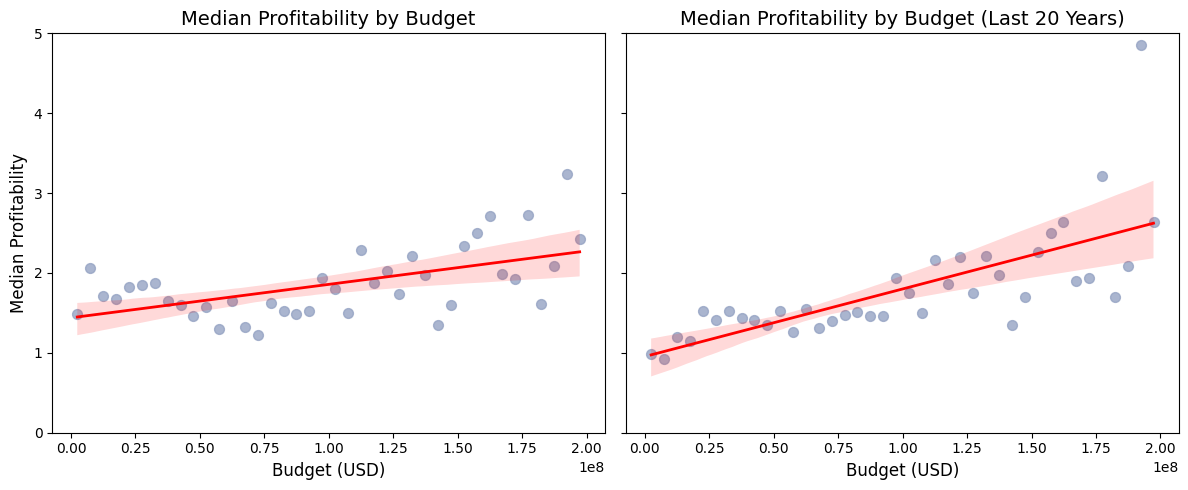 Median Profitability by Budget
Median Profitability by Budget (Last 20 Years)
5
4
3
2
1
0
Median Profitability
0.00 0.25 0.50 0.75 1.00 1.25 1.50 1.75 2.00
1e8
Budget (USD)
0.00 0.25 0.50 0.75 1.00 1.25 1.50 1.75 2.00
1e8
Budget (USD)